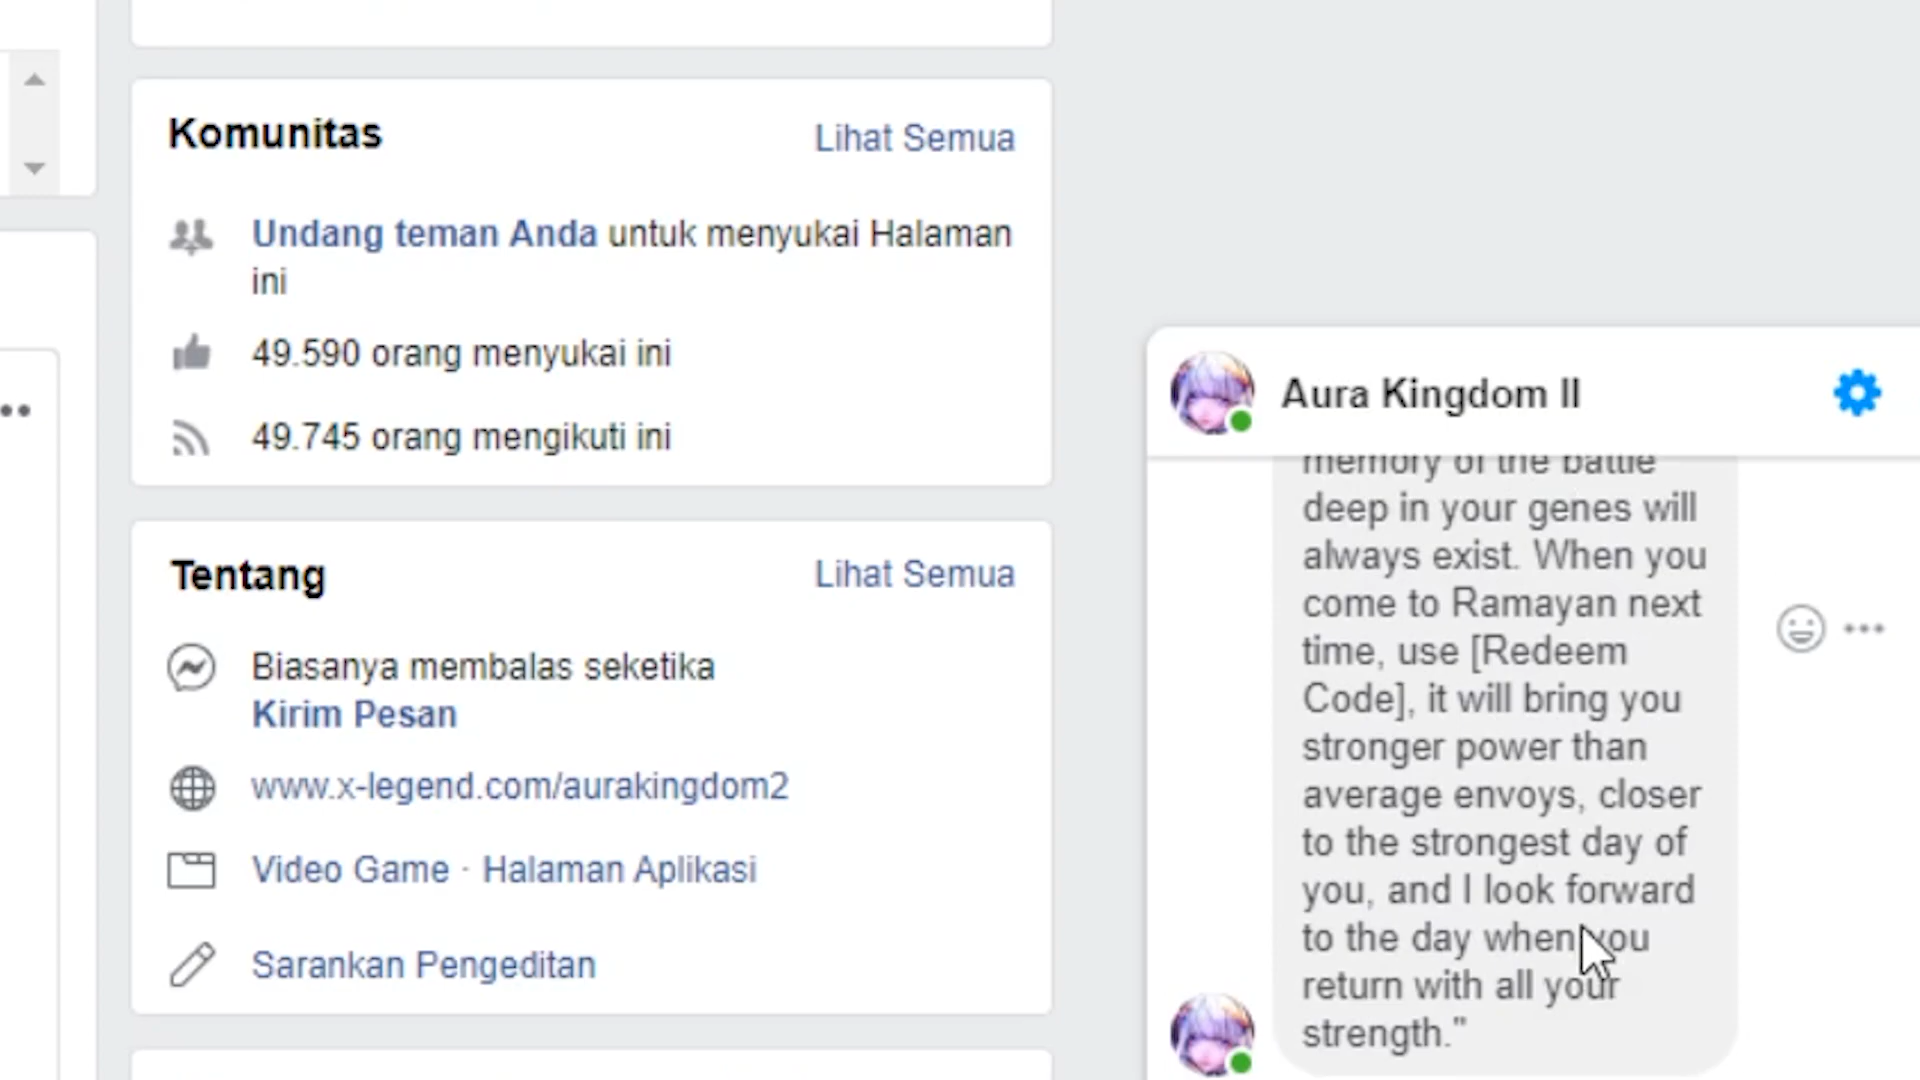 Komunitas
Lihat Semua
Undang teman Anda untuk menyukai Halaman
ini
49.590 orang menyukai ini
49.745 orang mengikuti ini
Tentang
Lihat Semua
Biasanya membalas seketika
Kirim Pesan
www.x-legend.com/aurakingdom2
Video Game · Halaman Aplikasi
Sarankan Pengeditan
Aura Kingdom II
memory of the battle
deep in your genes will
always exist. When you
come to Ramayan next
time, use [Redeem
Code], it will bring you
stronger power than
average envoys, closer
to the strongest day of
you, and I look forward
to the day when you
return with all your
strength."